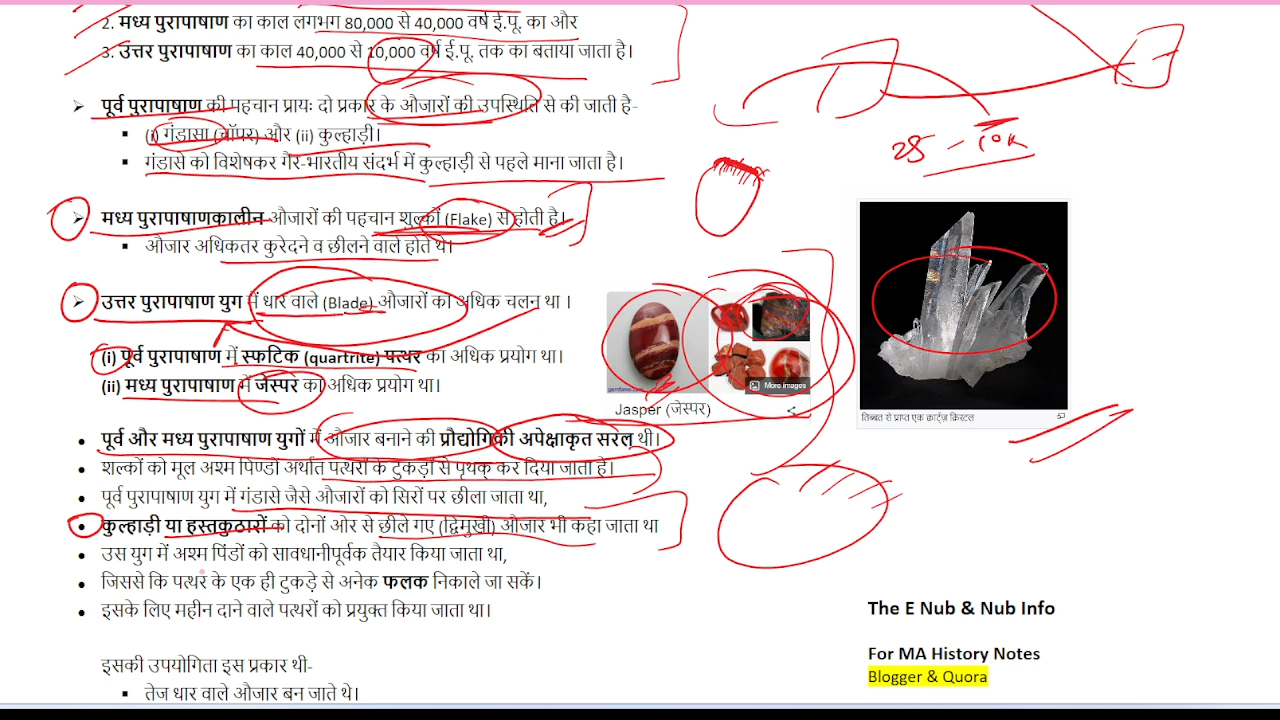 2. मध्य पुरापाषाण का काल लगभग 80,000 से 40,000 वर्ष ई.पू. का और
3. उत्तर पुरापाषाण का काल 40,000 से 10,000 वर्ष ई.पू. तक का बताया जाता है।
➢ पूर्व पुरापाषाण की पहचान प्रायः दो प्रकार के औजारों की उपस्थिति से की जाती है-
▪ (i) गंडासा (चॉपर) और (ii) कुल्हाड़ी।
▪ गंडासे को विशेषकर गैर-भारतीय संदर्भ में कुल्हाड़ी से पहले माना जाता है।
25 - 10K
➢ मध्य पुरापाषाणकालीन औजारों की पहचान शल्कों (Flake) से होती है।
▪ औजार अधिकतर कुरेदने व छीलने वाले होते थे।
➢ उत्तर पुरापाषाण युग में धार वाले (Blade) औजारों का अधिक चलन था ।
(i) पूर्व पुरापाषाण में स्फटिक (quartrite) पत्थर का अधिक प्रयोग था।
(ii) मध्य पुरापाषाण में जेस्पर का अधिक प्रयोग था।
gemfame.com
More images
Jasper (जेस्पर)
तिब्बत से प्राप्त एक क्वार्ट्ज़ क्रिस्टल
• पूर्व और मध्य पुरापाषाण युगों में औजार बनाने की प्रौद्योगिकी अपेक्षाकृत सरल थी।
• शल्कों को मूल अश्म पिण्डों अर्थात पत्थरों के टुकड़ों से पृथक् कर दिया जाता है।
• पूर्व पुरापाषाण युग में गंडासे जैसे औजारों को सिरों पर छीला जाता था,
• कुल्हाड़ी या हस्तकुठारों को दोनों ओर से छीले गए (द्विमुखी) औजार भी कहा जाता था
• उस युग में अश्म पिंडों को सावधानीपूर्वक तैयार किया जाता था,
• जिससे कि पत्थर के एक ही टुकड़े से अनेक फलक निकाले जा सकें।
• इसके लिए महीन दाने वाले पत्थरों को प्रयुक्त किया जाता था।
इसकी उपयोगिता इस प्रकार थी-
▪ तेज धार वाले औजार बन जाते थे।
The E Nub & Nub Info
For MA History Notes
Blogger & Quora